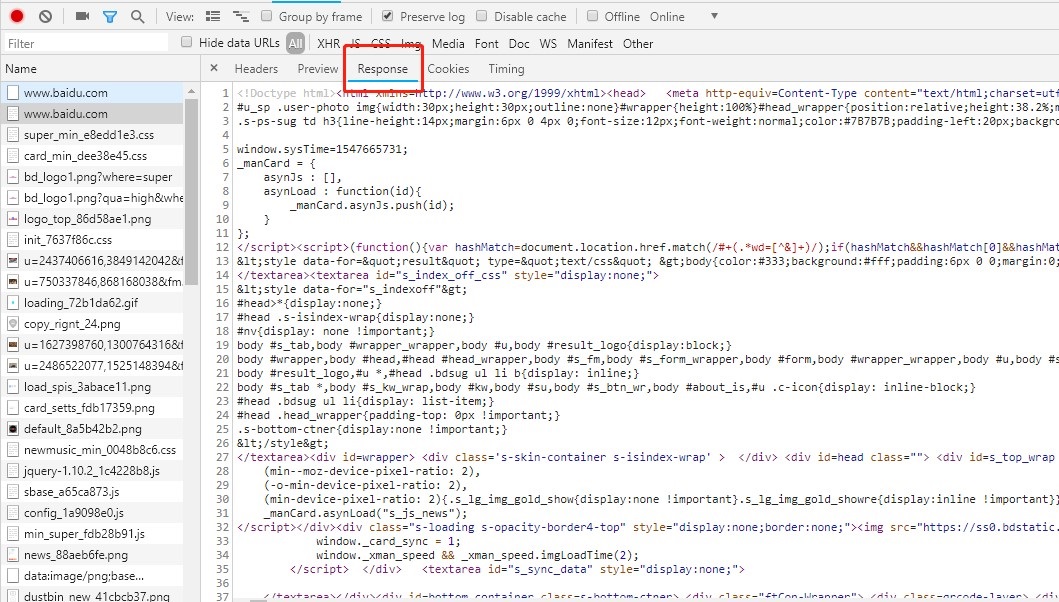 View: Group by frame Preserve log Disable cache Offline Online
Filter Hide data URLs All XHR JS CSS Img Media Font Doc WS Manifest Other
Name × Headers Preview Response Cookies Timing
www.baidu.com
www.baidu.com
super_min_e8edd1e3.css
card_min_dee38e45.css
bd_logo1.png?where=super
bd_logo1.png?qua=high&whe
logo_top_86d58ae1.png
init_7637f86c.css
u=2437406616,3849142042&f
u=750337846,868168038&fm
loading_72b1da62.gif
copy_rignt_24.png
u=1627398760,1300764316&f
u=2486522077,1525148394&f
load_spis_3abace11.png
card_setts_fdb17359.png
default_8a5b42b2.png
newmusic_min_0048b8c6.css
jquery-1.10.2_1c4228b8.js
sbase_a65ca873.js
config_1a9098e0.js
min_super_fdb28b91.js
news_88aeb6fe.png
data:image/png;base...
dustbin_new_41cbcb37.png
1 <!Doctype html><html xmlns=http://www.w3.org/1999/xhtml><head>   <meta http-equiv=Content-Type content="text/html;charset=utf
2 #u_sp .user-photo img{width:30px;height:30px;outline:none}#wrapper{height:100%}#head_wrapper{position:relative;height:38.2%;m
3 .s-ps-sug td h3{line-height:14px;margin:6px 0 4px 0;font-size:12px;font-weight:normal;color:#7B7B7B;padding-left:20px;backgro
4
5 window.sysTime=1547665731;
6 _manCard = {
7 asynJs : [],
8 asynLoad : function(id){
9 _manCard.asynJs.push(id);
10 }
11 };
12 </script><script>(function(){var hashMatch=document.location.href.match(/#+(.*wd=[^&]+)/);if(hashMatch&&hashMatch[0]&&hashMat
13 &lt;style data-for=&quot;result&quot; type=&quot;text/css&quot; &gt;body{color:#333;background:#fff;padding:6px 0 0;margin:0;
14 </textarea><textarea id="s_index_off_css" style="display:none;">
15 &lt;style data-for="s_indexoff"&gt;
16 #head>*{display:none;}
17 #head .s-isindex-wrap{display:none;}
18 #nv{display: none !important;}
19 body #s_tab,body #wrapper_wrapper,body #u,body #result_logo{display:block;}
20 body #wrapper,body #head,#head #head_wrapper,body #s_fm,body #s_form_wrapper,body #form,body #wrapper_wrapper,body #u,body #s
21 body #result_logo,#u *,#head .bdsug ul li b{display: inline;}
22 body #s_tab *,body #s_kw_wrap,body #kw,body #su,body #s_btn_wr,body #about_is,#u .c-icon{display: inline-block;}
23 #head .bdsug ul li{display: list-item;}
24 #head .head_wrapper{padding-top: 0px !important;}
25 .s-bottom-ctner{display:none !important;}
26 &lt;/style&gt;
27 </textarea><div id=wrapper> <div class='s-skin-container s-isindex-wrap' >  </div> <div id=head class=""> <div id=s_top_wrap
28 (min--moz-device-pixel-ratio: 2),
29 (-o-min-device-pixel-ratio: 2),
30 (min-device-pixel-ratio: 2){.s_lg_img_gold_show{display:none !important}.s_lg_img_gold_showre{display:inline !important}}
31 _manCard.asynLoad("s_js_news");
32 </script></div><div class="s-loading s-opacity-border4-top" style="display:none;border:none;"><img src="https://ss0.bdstatic.
33 window._card_sync = 1;
34 window._xman_speed && _xman_speed.imgLoadTime(2);
35 </script>  </div>   <textarea id="s_sync_data" style="display:none;">
36
37 </textarea></div><div id=bottom_container class=s-bottom-ctner> <div class="ftCon-Wrapper"> <div class=qrcode-layer> <div